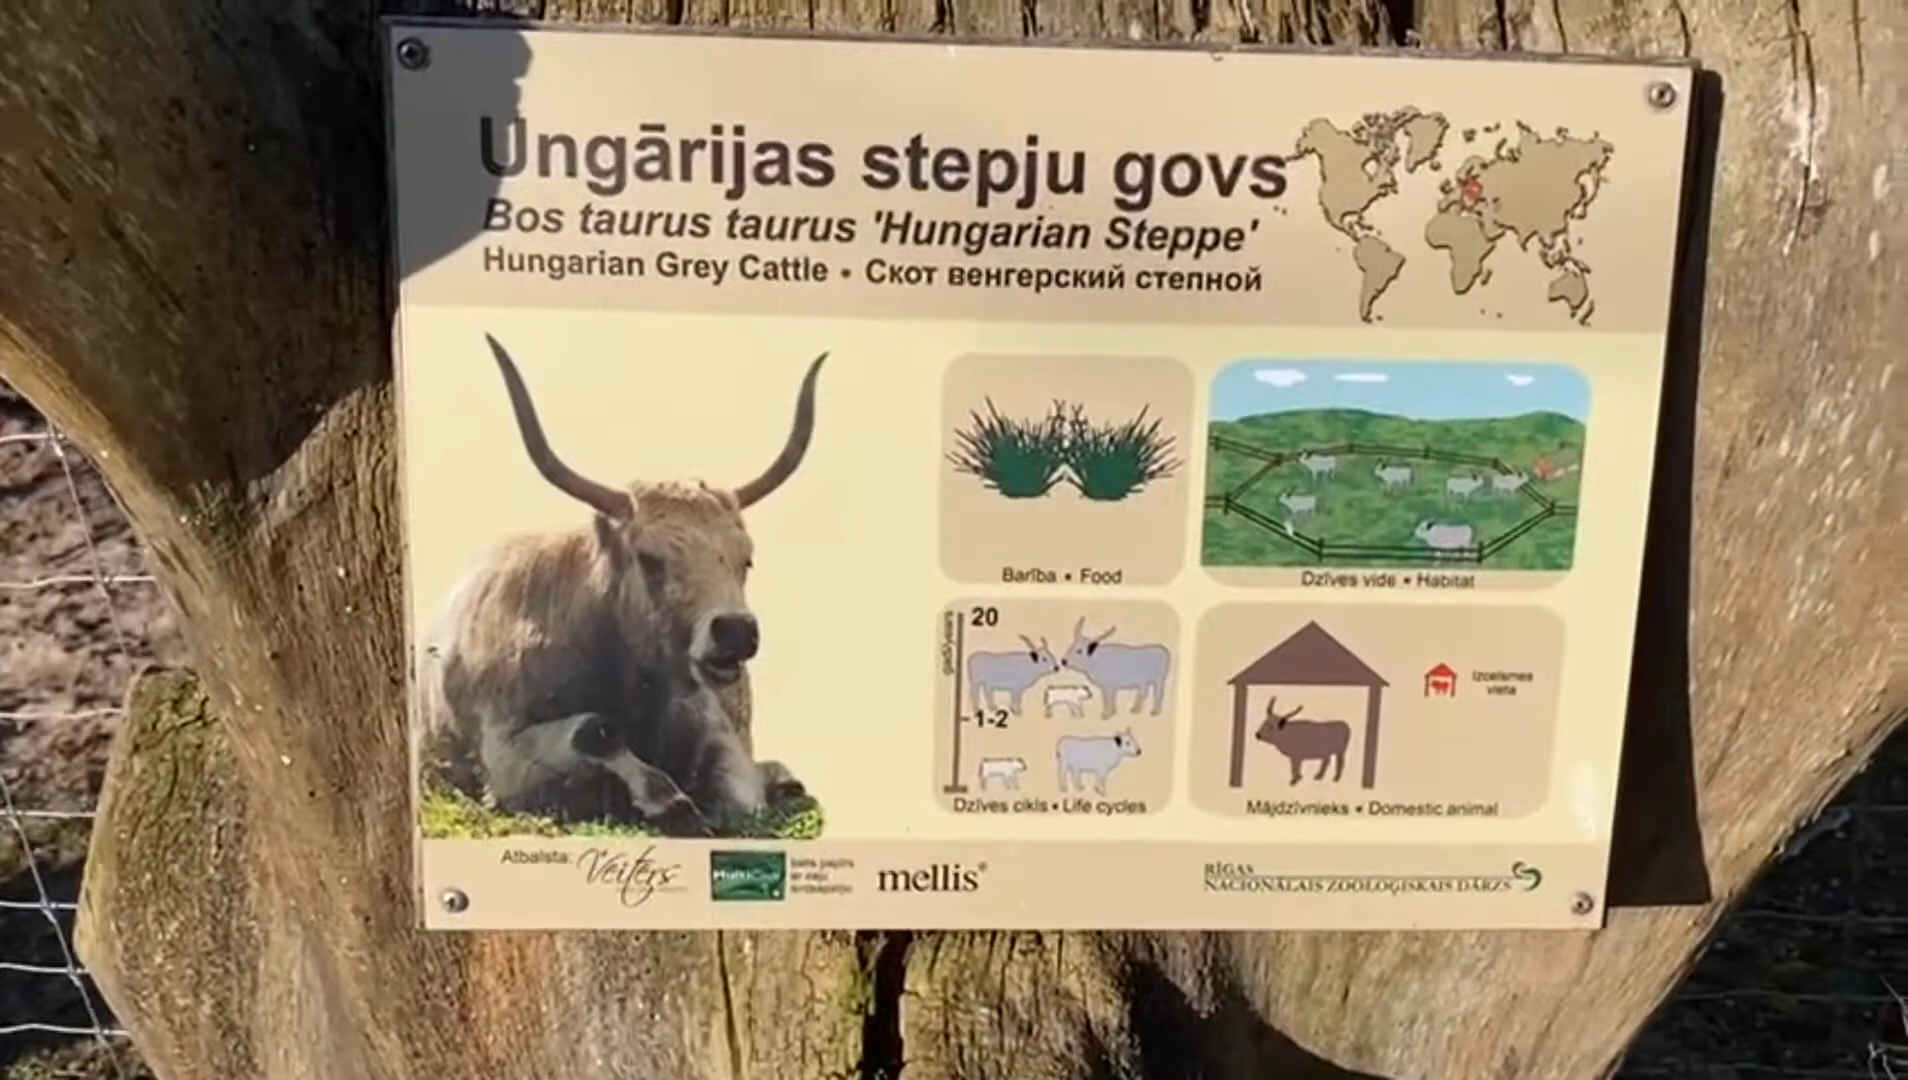 Ungārijas stepju govs
Bos taurus taurus 'Hungarian Steppe'
Hungarian Grey Cattle • Скот венгерский степной
Barība • Food
Dzīves vide • Habitat
20
1-2
Dzīves cikls • Life cycles
Izcelsmes
vieta
Mājdzīvnieks • Domestic animal
Atbalsta:
Veiters
mellis®
RĪGAS
NACIONĀLAIS ZOOLOĢISKAIS DĀRZS